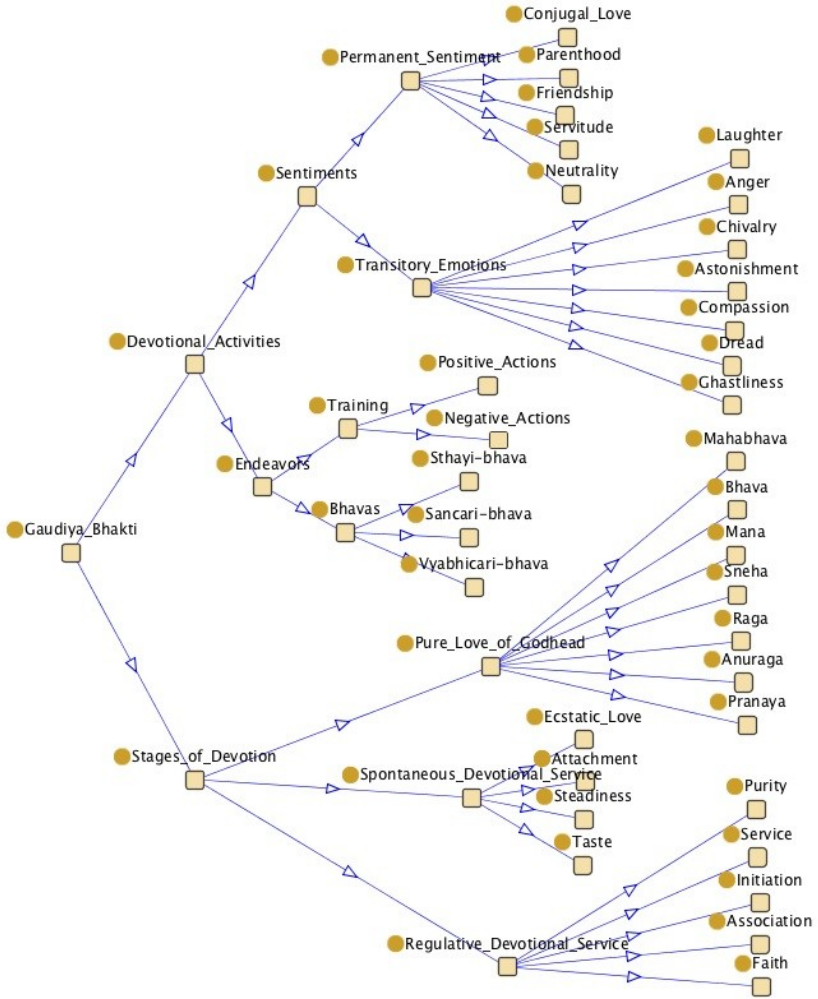 Conjugal_Love
Permanent_Sentiment
Parenthood
Friendship
Servitude
Neutrality
Sentiments
Laughter
Anger
Chivalry
Transitory_Emotions
Astonishment
Compassion
Dread
Ghastliness
Devotional_Activities
Positive_Actions
Training
Negative_Actions
Endeavors
Sthayi-bhava
Bhavas
Sancari-bhava
Vyabhicari-bhava
Gaudiya_Bhakti
Mahabhava
Bhava
Mana
Sneha
Raga
Pure_Love_of_Godhead
Anuraga
Pranaya
Ecstatic_Love
Stages_of_Devotion
Attachment
Spontaneous_Devotional_Service
Steadiness
Taste
Purity
Service
Initiation
Association
Regulative_Devotional_Service
Faith